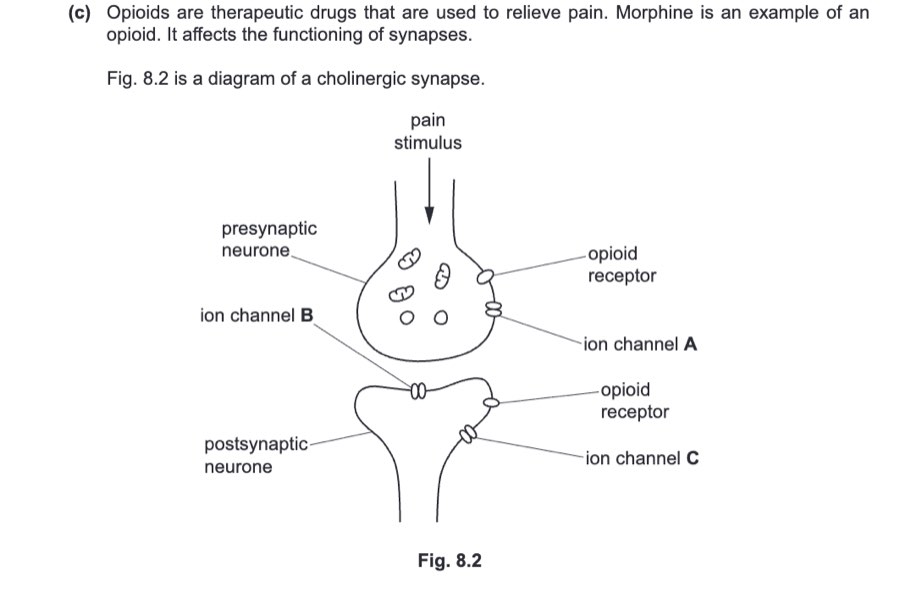 (c) Opioids are therapeutic drugs that are used to relieve pain. Morphine is an example of an
opioid. It affects the functioning of synapses.
Fig. 8.2 is a diagram of a cholinergic synapse.
pain
stimulus
presynaptic
neurone
opioid
receptor
ion channel B
ion channel A
opioid
receptor
postsynaptic
neurone
ion channel C
Fig. 8.2